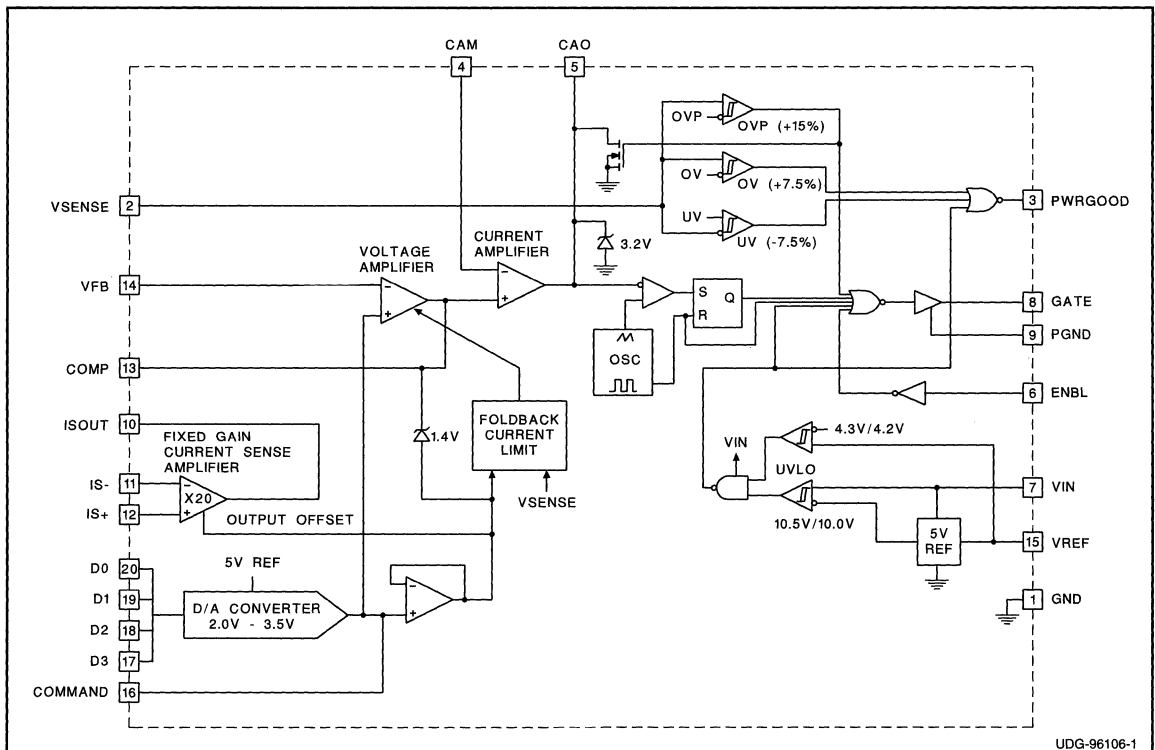 CAM
CAO
4
5
OVP
OVP (+15%)
OV
OV (+7.5%)
UV
UV (-7.5%)
VSENSE
2
3
PWRGOOD
VOLTAGE
AMPLIFIER
CURRENT
AMPLIFIER
3.2V
VFB
14
-
+
-
+
S
Q
R
OSC
8
GATE
9
PGND
COMP
13
6
ENBL
ISOUT
10
FIXED GAIN
CURRENT SENSE
AMPLIFIER
1.4V
FOLDBACK
CURRENT
LIMIT
VSENSE
VIN
4.3V/4.2V
UVLO
10.5V/10.0V
IS-
11
IS+
12
-
X20
+
OUTPUT OFFSET
7
VIN
5V
REF
15
VREF
5V REF
D0
20
D1
19
D2
18
D3
17
D/A CONVERTER
2.0V - 3.5V
-
+
1
GND
COMMAND
16
UDG-96106-1